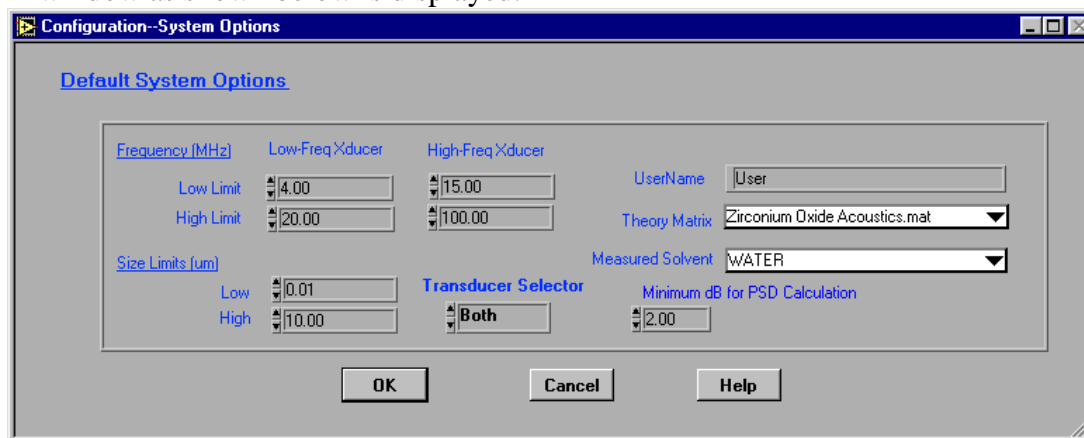 Configuration--System Options
Default System Options
Frequency (MHz) Low-Freq Xducer High-Freq Xducer
Low Limit 4.00 15.00
High Limit 20.00 100.00
UserName User
Theory Matrix Zirconium Oxide Acoustics.mat
Measured Solvent WATER
Size Limits (um)
Low 0.01
High 10.00
Transducer Selector
Both
Minimum dB for PSD Calculation
2.00
OK Cancel Help